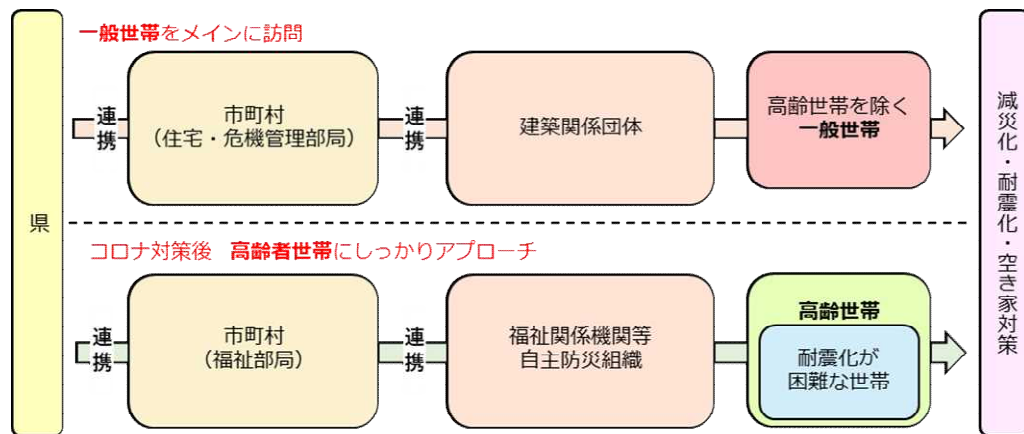 県
一般世帯をメインに訪問
連携
市町村
（住宅・危機管理部局）
連携
建築関係団体
高齢世帯を除く
一般世帯
コロナ対策後　高齢者世帯にしっかりアプローチ
連携
市町村
（福祉部局）
連携
福祉関係機関等
自主防災組織
高齢世帯
耐震化が
困難な世帯
減災化・耐震化・空き家対策